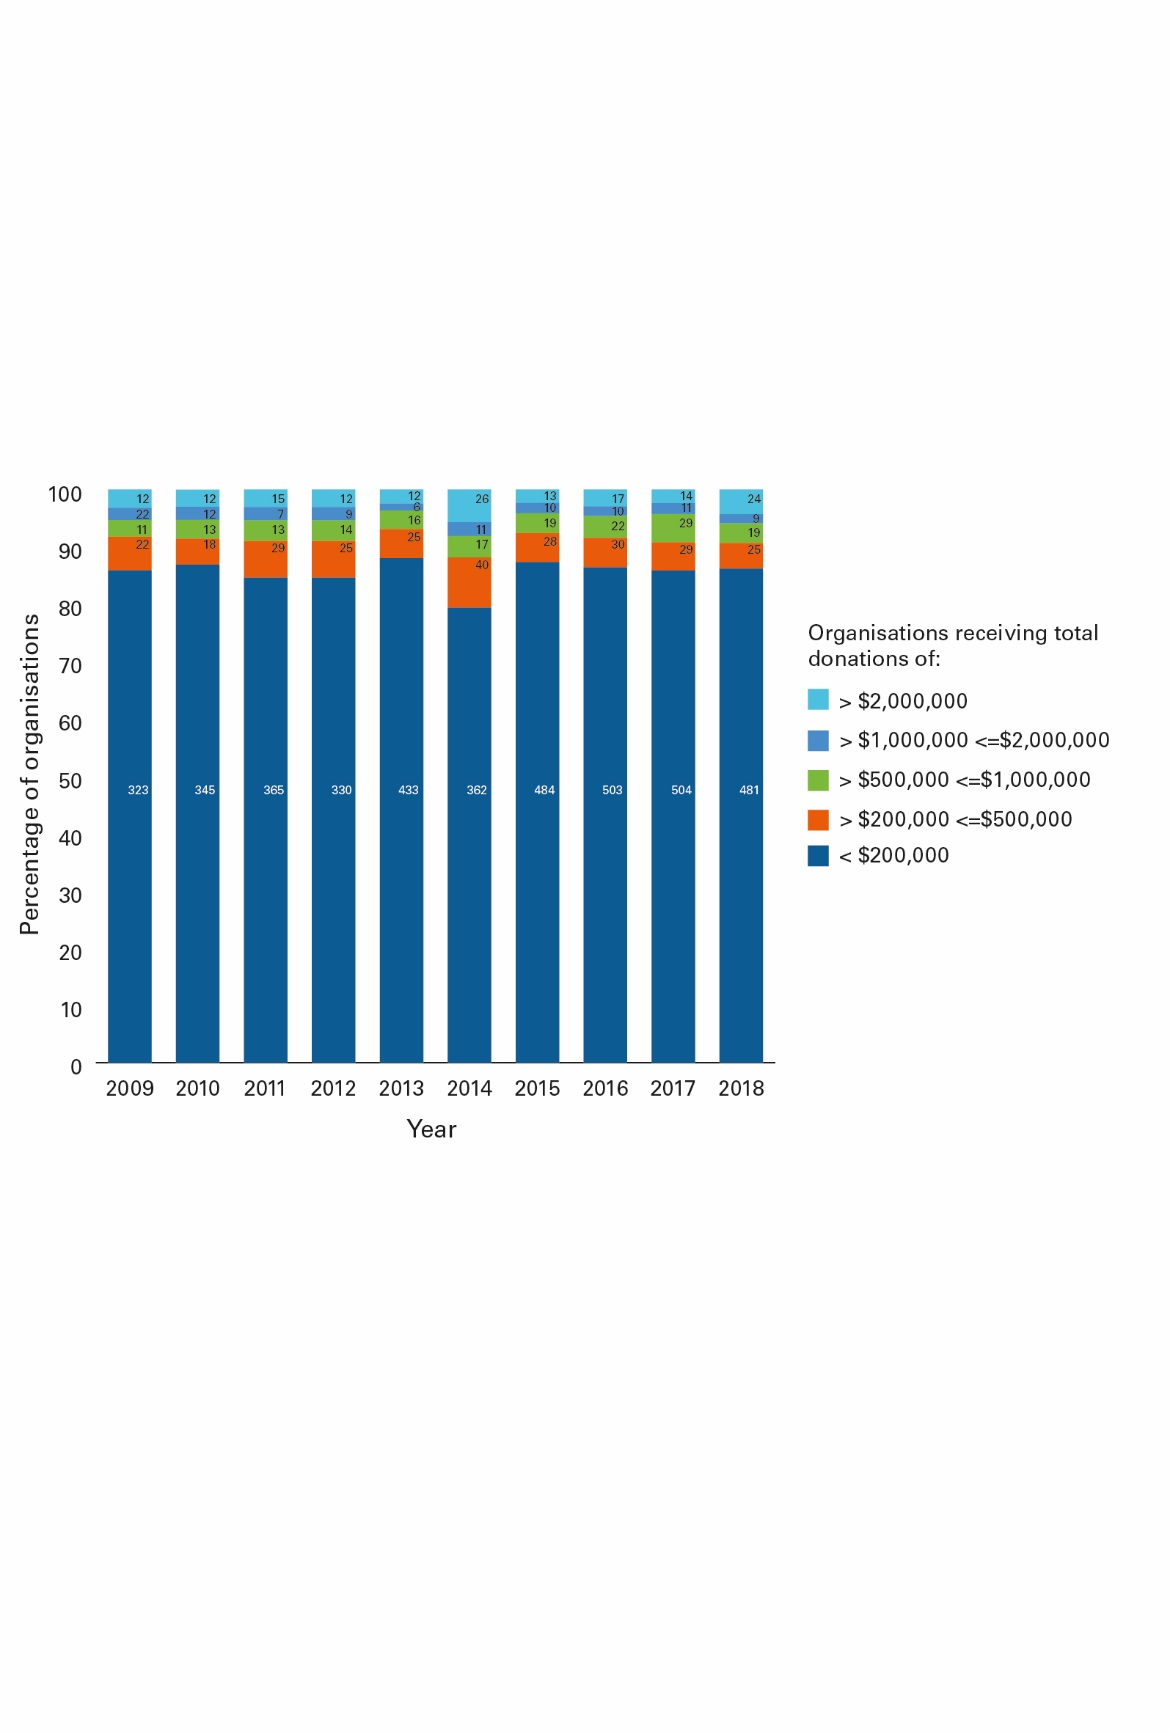 100
90
80
70
60
50
40
30
20
10
0
Percentage of organisations
12 12 15 12 12 26 13 17 14 24
22 12 7 9 6 11 10 10 11 9
11 13 13 14 16 17 19 22 29 19
22 18 29 25 25 40 28 30 29 25
323 345 365 330 433 362 484 503 504 481
2009 2010 2011 2012 2013 2014 2015 2016 2017 2018
Year
Organisations receiving total
donations of:
> $2,000,000
> $1,000,000 <=$2,000,000
> $500,000 <=$1,000,000
> $200,000 <=$500,000
< $200,000